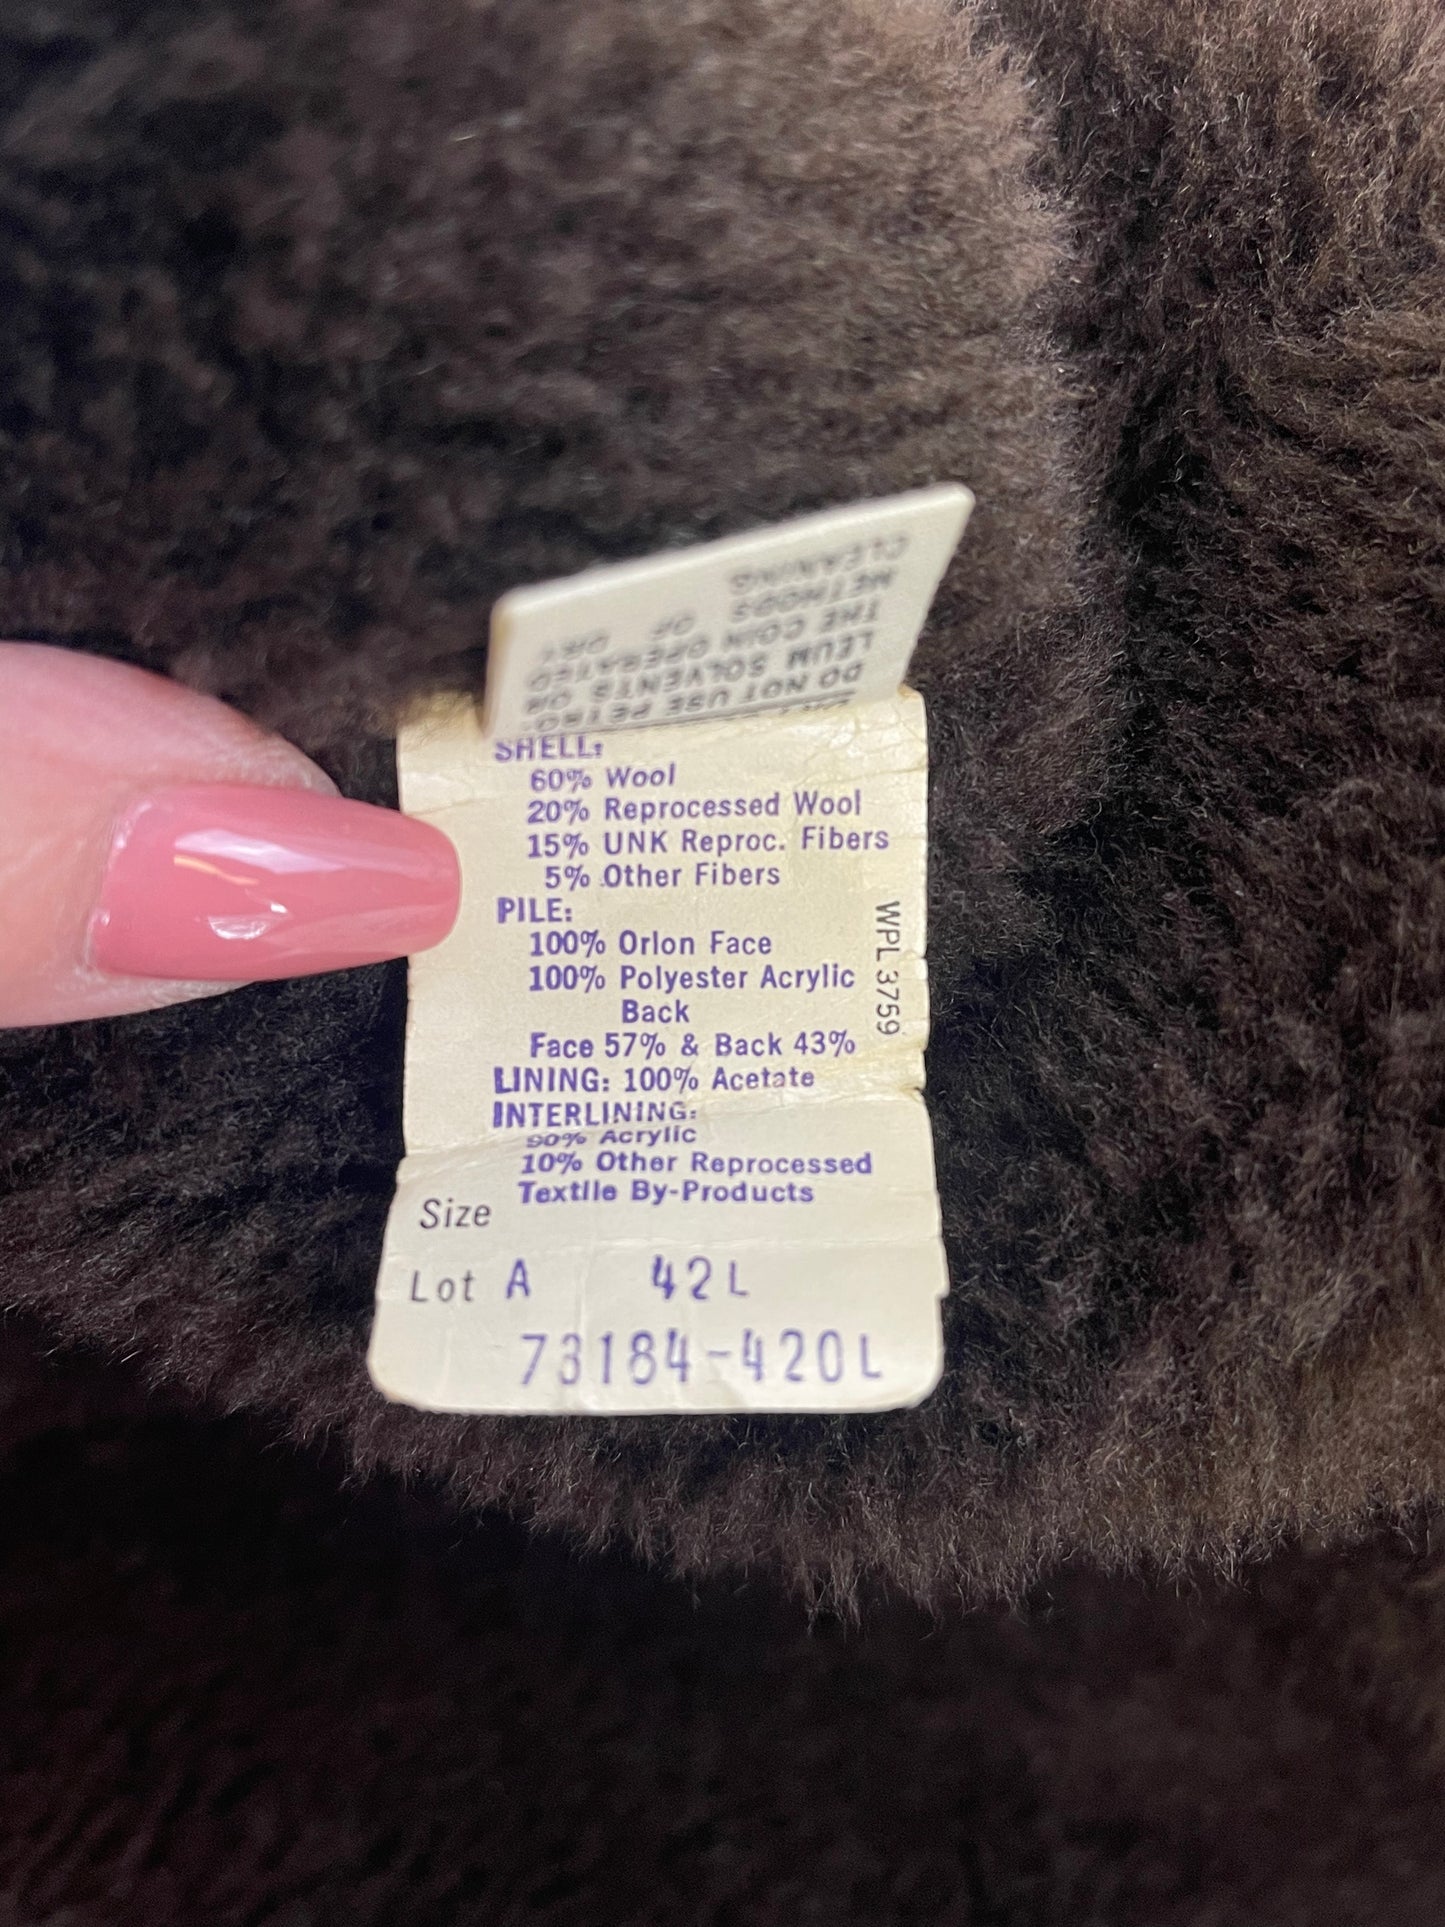 DO NOT USE PETRO-
LEUM SOLVENTS OR
THE COIN OPERATED
METHODS OF DRY
CLEANING
SHELL:
60% Wool
20% Reprocessed Wool
15% UNK Reproc. Fibers
5% Other Fibers
PILE:
100% Orlon Face
100% Polyester Acrylic
Back
Face 57% & Back 43%
LINING: 100% Acetate
INTERLINING:
90% Acrylic
10% Other Reprocessed
Textile By-Products
WPL 3759
Size
Lot A 42L
73184-420L